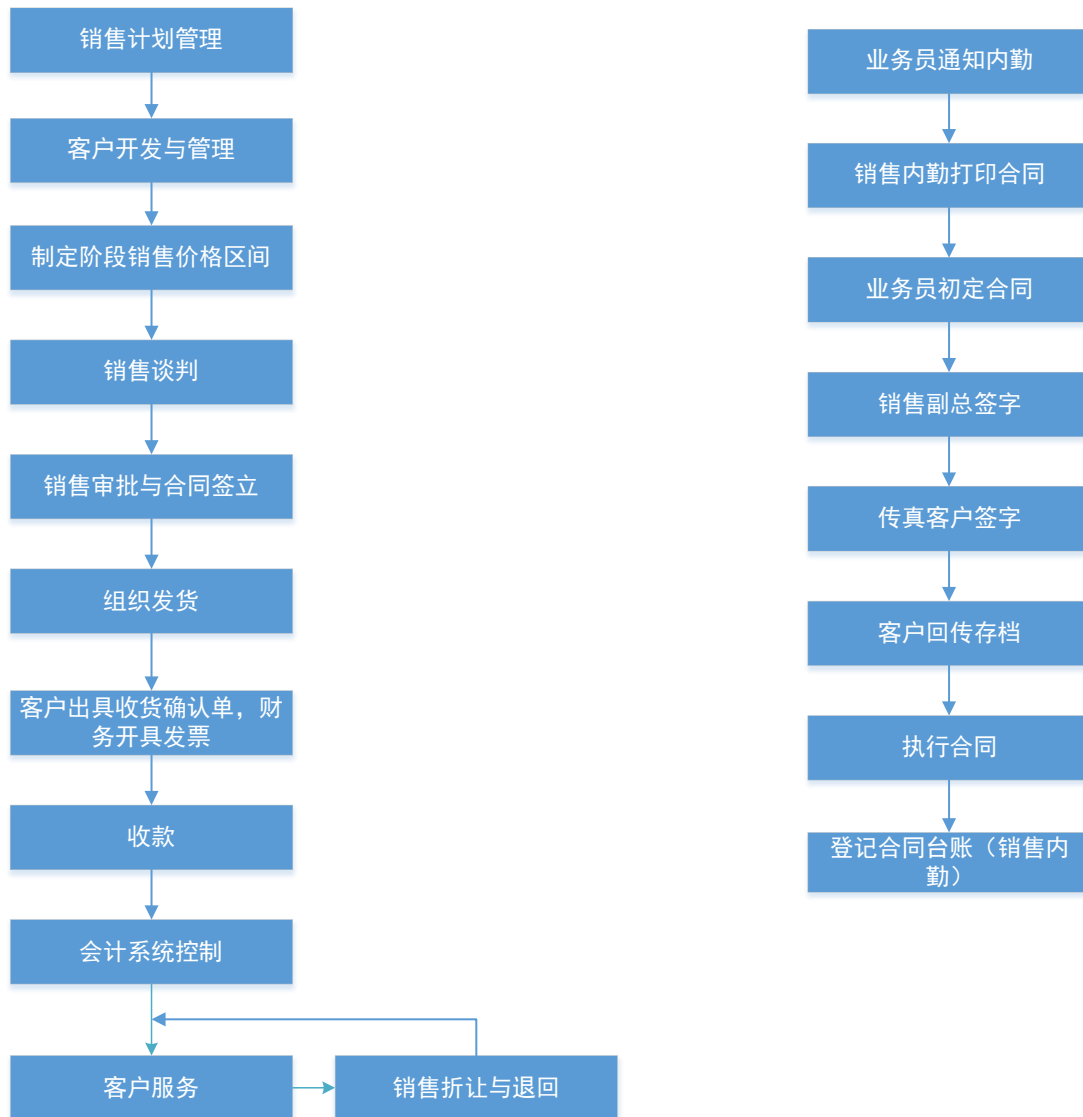 销售计划管理
客户开发与管理
制定阶段销售价格区间
销售谈判
销售审批与合同签立
组织发货
客户出具收货确认单，财
务开具发票
收款
会计系统控制
客户服务
销售折让与退回
业务员通知内勤
销售内勤打印合同
业务员初定合同
销售副总签字
传真客户签字
客户回传存档
执行合同
登记合同台账（销售内
勤）